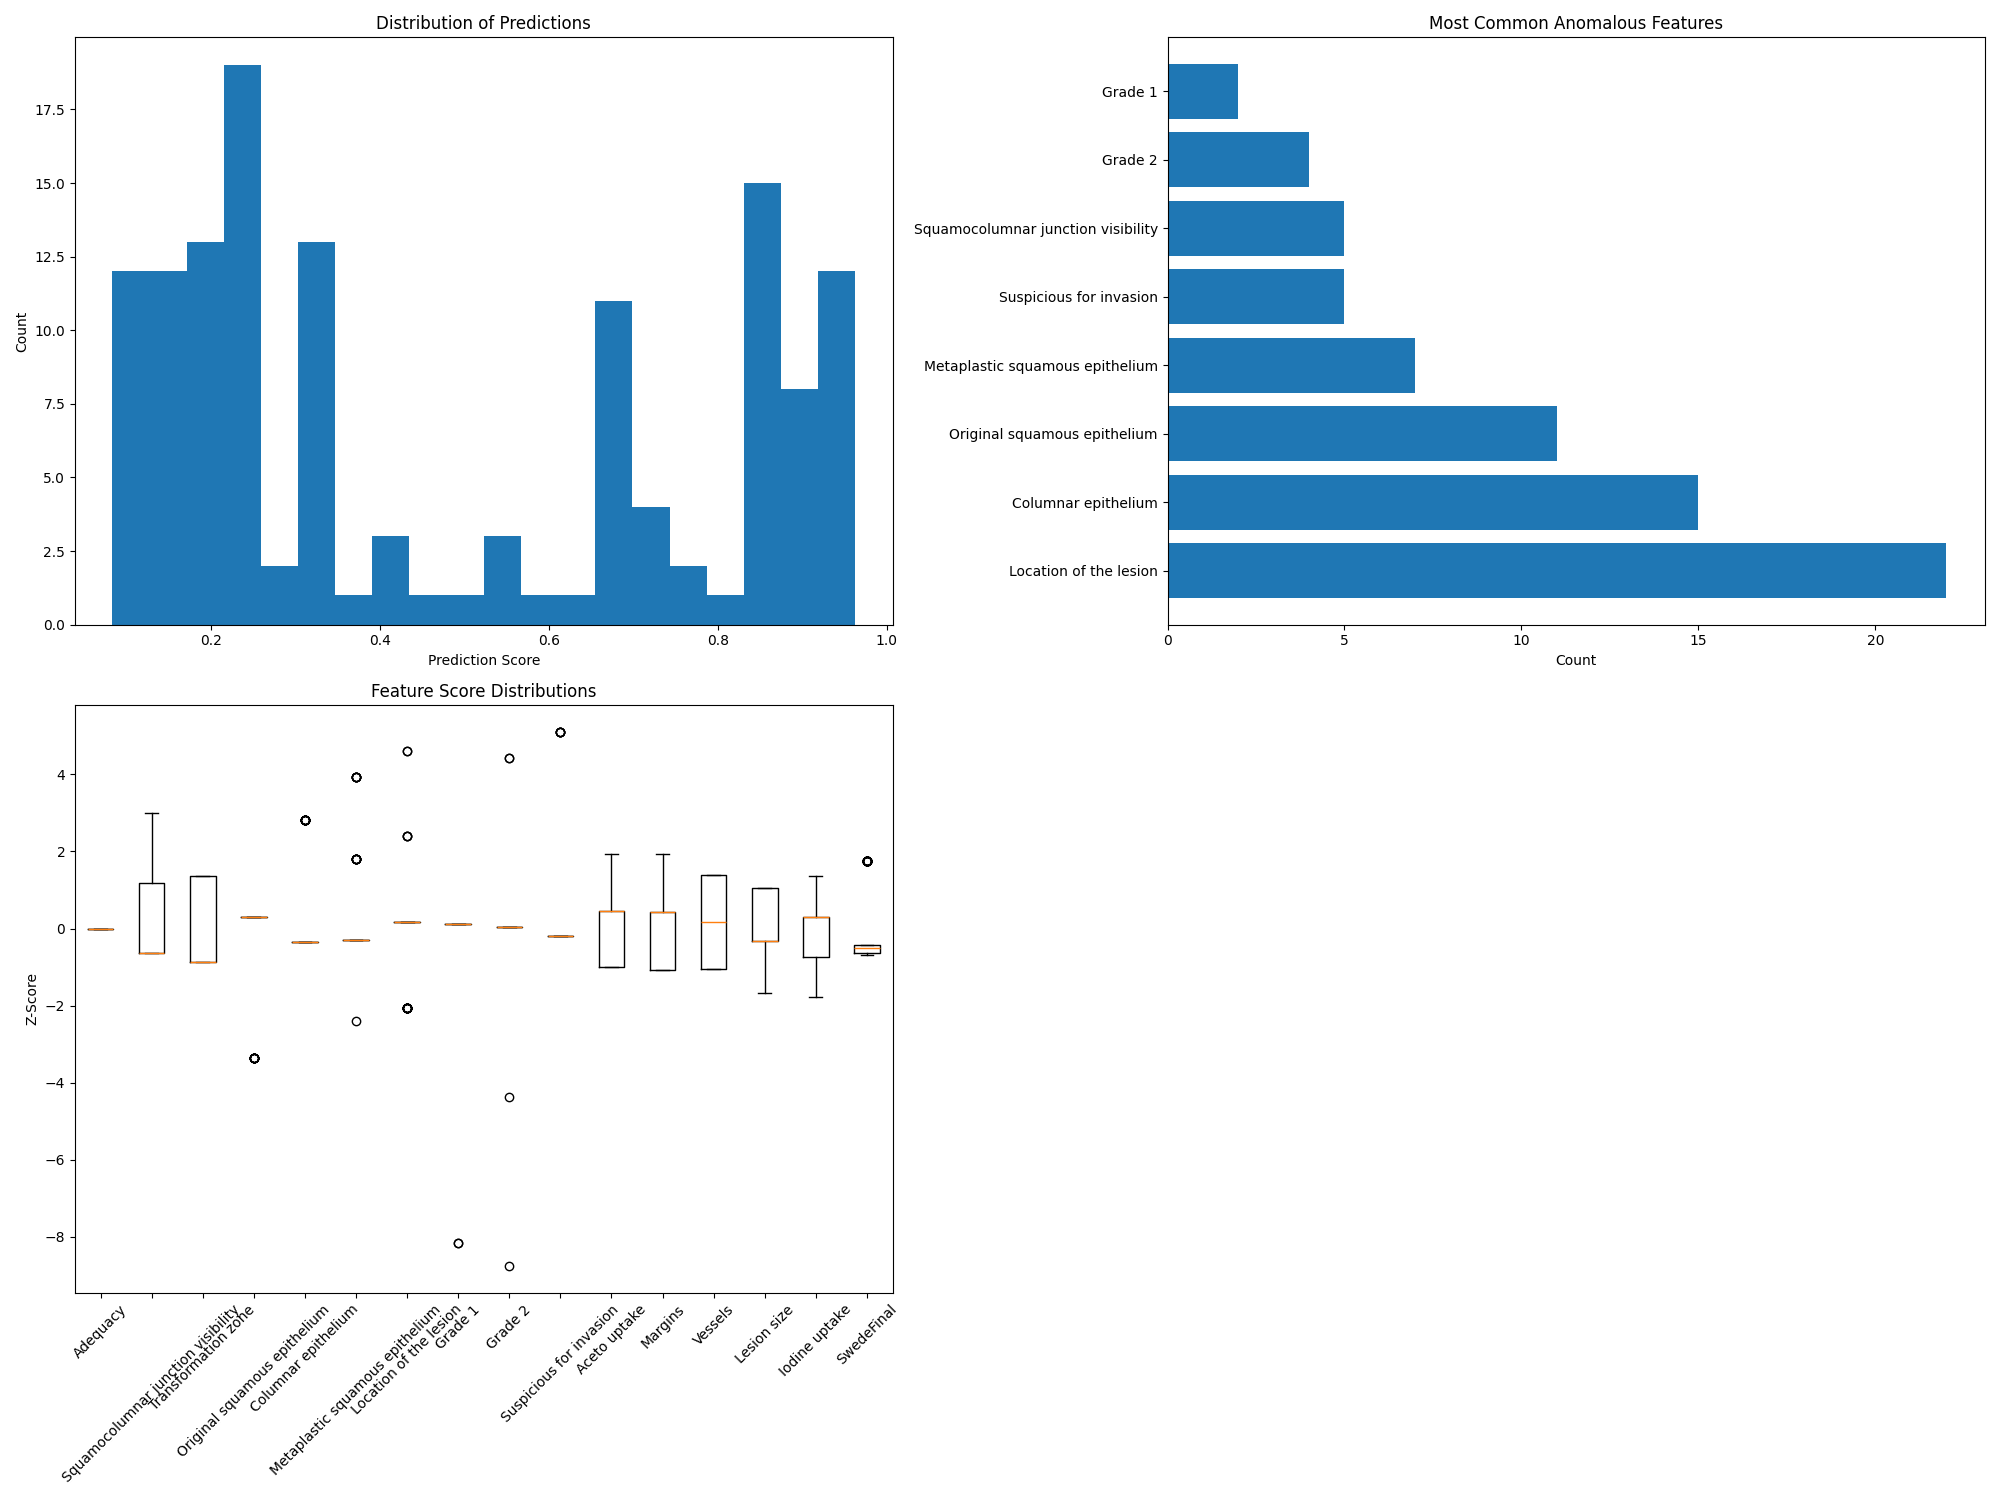 Distribution of Predictions
17.5
15.0
12.5
10.0
7.5
5.0
2.5
0.0
Count
0.2
0.4
0.6
0.8
1.0
Prediction Score
Most Common Anomalous Features
Grade 1
Grade 2
Squamocolumnar junction visibility
Suspicious for invasion
Metaplastic squamous epithelium
Original squamous epithelium
Columnar epithelium
Location of the lesion
0
5
10
15
20
Count
Feature Score Distributions
4
2
0
−2
−4
−6
−8
Z-Score
Adequacy
Squamocolumnar junction visibility
Transformation zone
Original squamous epithelium
Columnar epithelium
Metaplastic squamous epithelium
Location of the lesion
Grade 1
Grade 2
Suspicious for invasion
Aceto uptake
Margins
Vessels
Lesion size
Iodine uptake
SwedeFinal